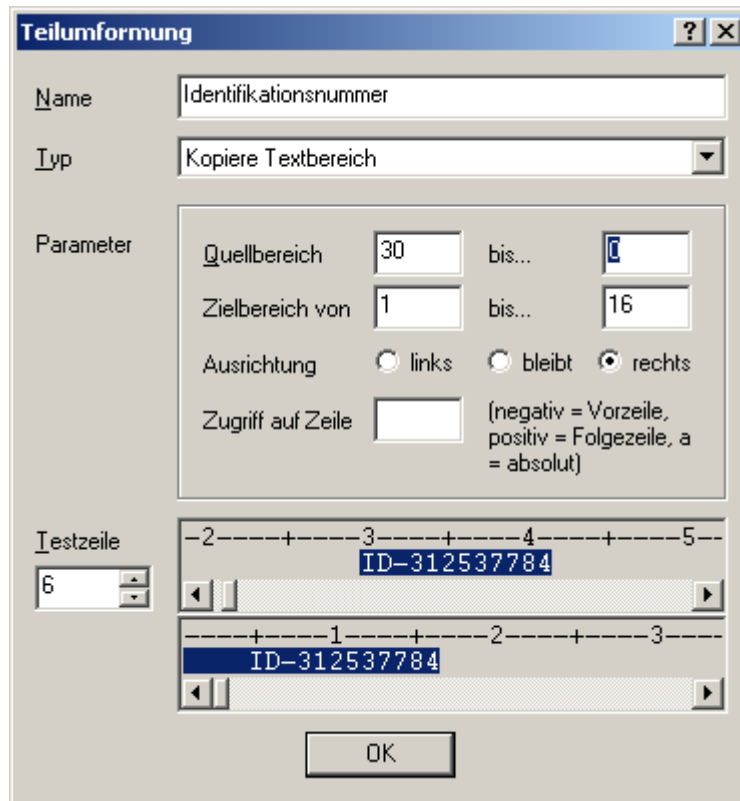 Teilumformung
Name Identifikationsnummer
Typ Kopiere Textbereich
Parameter
Quellbereich 30 bis... 0
Zielbereich von 1 bis... 16
Ausrichtung links bleibt rechts
Zugriff auf Zeile (negativ = Vorzeile,
positiv = Folgezeile, a
= absolut)
Testzeile
6
-2----+----3----+----4----+----5--
ID-312537784
----+----1----+----2----+----3----
ID-312537784
OK